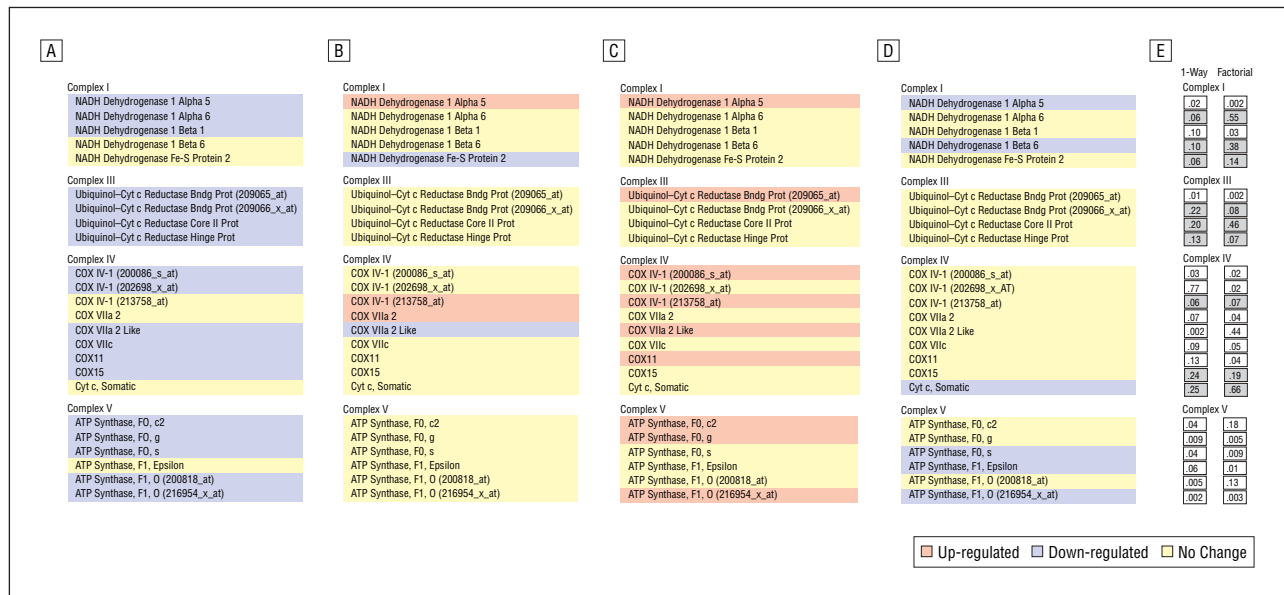 A
Complex I
NADH Dehydrogenase 1 Alpha 5
NADH Dehydrogenase 1 Alpha 6
NADH Dehydrogenase 1 Beta 1
NADH Dehydrogenase 1 Beta 6
NADH Dehydrogenase Fe-S Protein 2
Complex III
Ubiquinol–Cyt c Reductase Bndg Prot (209065_at)
Ubiquinol–Cyt c Reductase Bndg Prot (209066_x_at)
Ubiquinol–Cyt c Reductase Core II Prot
Ubiquinol–Cyt c Reductase Hinge Prot
Complex IV
COX IV-1 (200086_s_at)
COX IV-1 (202698_x_at)
COX IV-1 (213758_at)
COX VIIa 2
COX VIIa 2 Like
COX VIIc
COX11
COX15
Cyt c, Somatic
Complex V
ATP Synthase, FO, c2
ATP Synthase, FO, g
ATP Synthase, FO, s
ATP Synthase, F1, Epsilon
ATP Synthase, F1, O (200818_at)
ATP Synthase, F1, O (216954_x_at)
B
Complex I
NADH Dehydrogenase 1 Alpha 5
NADH Dehydrogenase 1 Alpha 6
NADH Dehydrogenase 1 Beta 1
NADH Dehydrogenase 1 Beta 6
NADH Dehydrogenase Fe-S Protein 2
Complex III
Ubiquinol–Cyt c Reductase Bndg Prot (209065_at)
Ubiquinol–Cyt c Reductase Bndg Prot (209066_x_at)
Ubiquinol–Cyt c Reductase Core II Prot
Ubiquinol–Cyt c Reductase Hinge Prot
Complex IV
COX IV-1 (200086_s_at)
COX IV-1 (202698_x_at)
COX IV-1 (213758_at)
COX VIIa 2
COX VIIa 2 Like
COX VIIc
COX11
COX15
Cyt c, Somatic
Complex V
ATP Synthase, F0, c2
ATP Synthase, F0, g
ATP Synthase, F0, s
ATP Synthase, F1, Epsilon
ATP Synthase, F1, O (200818_at)
ATP Synthase, F1, O (216954_x_at)
C
Complex I
NADH Dehydrogenase 1 Alpha 5
NADH Dehydrogenase 1 Alpha 6
NADH Dehydrogenase 1 Beta 1
NADH Dehydrogenase 1 Beta 6
NADH Dehydrogenase Fe-S Protein 2
Complex III
Ubiquinol–Cyt c Reductase Bndg Prot (209065_at)
Ubiquinol–Cyt c Reductase Bndg Prot (209066_x_at)
Ubiquinol–Cyt c Reductase Core II Prot
Ubiquinol–Cyt c Reductase Hinge Prot
Complex IV
COX IV-1 (200086_s_at)
COX IV-1 (202698_x_at)
COX IV-1 (213758_at)
COX VIIa 2
COX VIIa 2 Like
COX VIIc
COX11
COX15
Cyt c, Somatic
Complex V
ATP Synthase, F0, c2
ATP Synthase, F0, g
ATP Synthase, F0, s
ATP Synthase, F1, Epsilon
ATP Synthase, F1, O (200818_at)
ATP Synthase, F1, O (216954_x_at)
D
Complex I
NADH Dehydrogenase 1 Alpha 5
NADH Dehydrogenase 1 Alpha 6
NADH Dehydrogenase 1 Beta 1
NADH Dehydrogenase 1 Beta 6
NADH Dehydrogenase Fe-S Protein 2
Complex III
Ubiquinol–Cyt c Reductase Bndg Prot (209065_at)
Ubiquinol–Cyt c Reductase Bndg Prot (209066_x_at)
Ubiquinol–Cyt c Reductase Core II Prot
Ubiquinol–Cyt c Reductase Hinge Prot
Complex IV
COX IV-1 (200086_s_at)
COX IV-1 (202698_x_AT)
COX IV-1 (213758_at)
COX VIIa 2
COX VIIa 2 Like
COX VIIc
COX11
COX15
Cyt c, Somatic
Complex V
ATP Synthase, F0, c2
ATP Synthase, F0, g
ATP Synthase, F0, s
ATP Synthase, F1, Epsilon
ATP Synthase, F1, O (200818_at)
ATP Synthase, F1, O (216954_x_at)
E
1-Way Factorial
Complex I
.02 .002
.06 .55
.10 .03
.10 .38
.06 .14
Complex III
.01 .002
.22 .08
.20 .46
.13 .07
Complex IV
.03 .02
.77 .02
.06 .07
.07 .04
.002 .44
.09 .05
.13 .04
.24 .19
.25 .66
Complex V
.04 .18
.009 .005
.04 .009
.06 .01
.005 .13
.002 .003
Up-regulated Down-regulated No Change